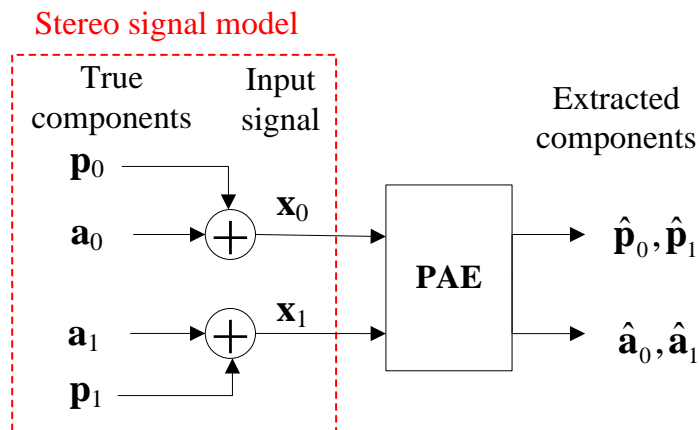 Stereo signal model
True components
Input signal
Extracted components
𝐩₀
𝐱₀
𝐚₀
𝐩̂₀, 𝐩̂₁
PAE
𝐱₁
𝐚₁
𝐚̂₀, 𝐚̂₁
𝐩₁